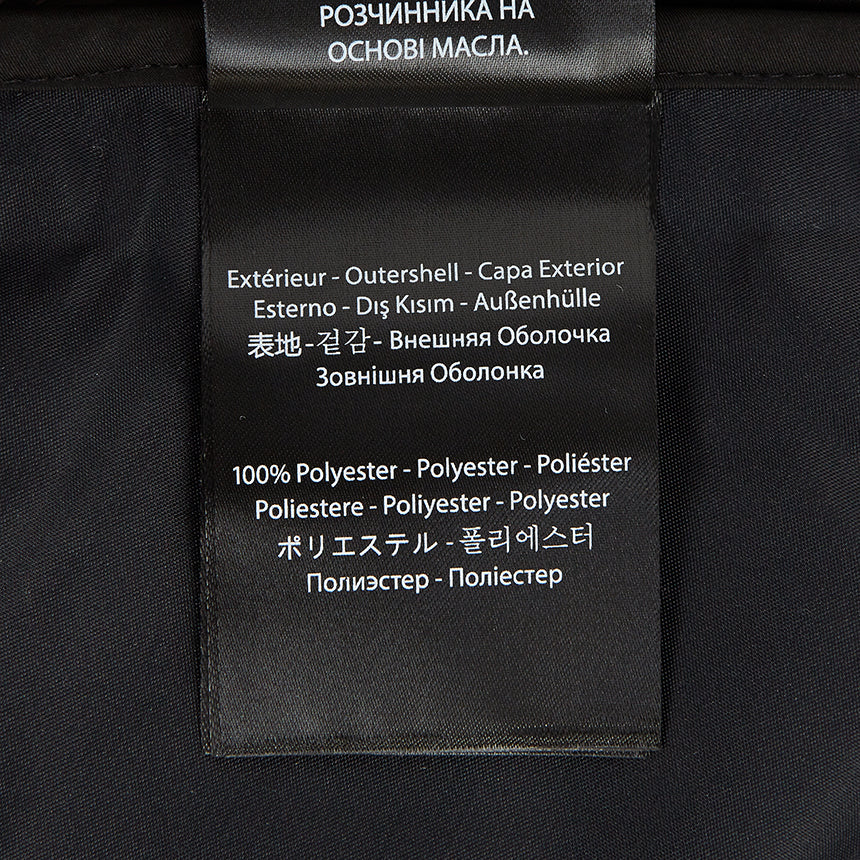 РОЗЧИННИКА НА
ОСНОВІ МАСЛА.
Extérieur - Outershell - Capa Exterior
Esterno - Dış Kısım - Außenhülle
表地-겉감- Внешняя Оболочка
Зовнішня Оболонка
100% Polyester - Polyester - Poliéster
Poliestere - Poliyester - Polyester
ポリエステル - 폴리에스터
Полиэстер - Поліестер